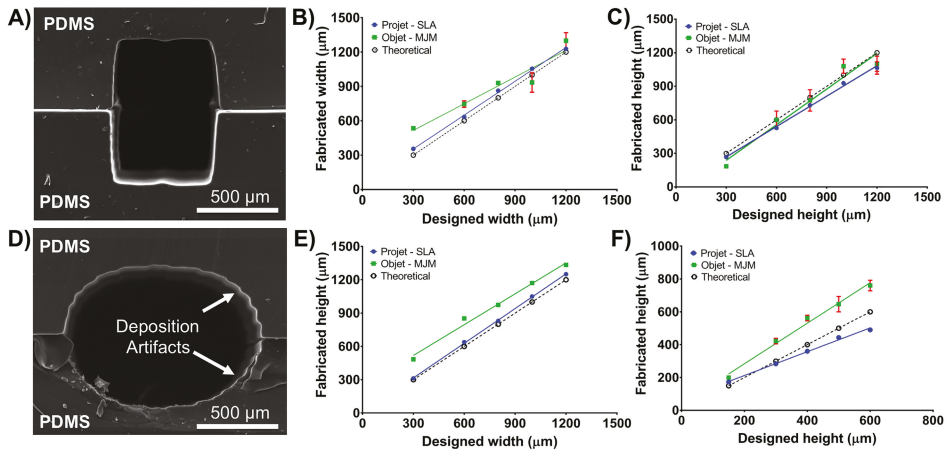 A)
PDMS
PDMS
500 µm
B)
Fabricated width (µm)
1500
1200
900
600
300
0
Projet - SLA
Objet - MJM
Theoretical
0 300 600 900 1200 1500
Designed width (µm)
C)
Fabricated height (µm)
1500
1200
900
600
300
0
Projet - SLA
Objet - MJM
Theoretical
0 300 600 900 1200 1500
Designed height (µm)
D)
PDMS
Deposition
Artifacts
PDMS
500 µm
E)
Fabricated height (µm)
1500
1200
900
600
300
0
Projet - SLA
Objet - MJM
Theoretical
0 300 600 900 1200 1500
Designed width (µm)
F)
Fabricated height (µm)
1000
800
600
400
200
0
Projet - SLA
Objet - MJM
Theoretical
0 200 400 600 800
Designed height (µm)